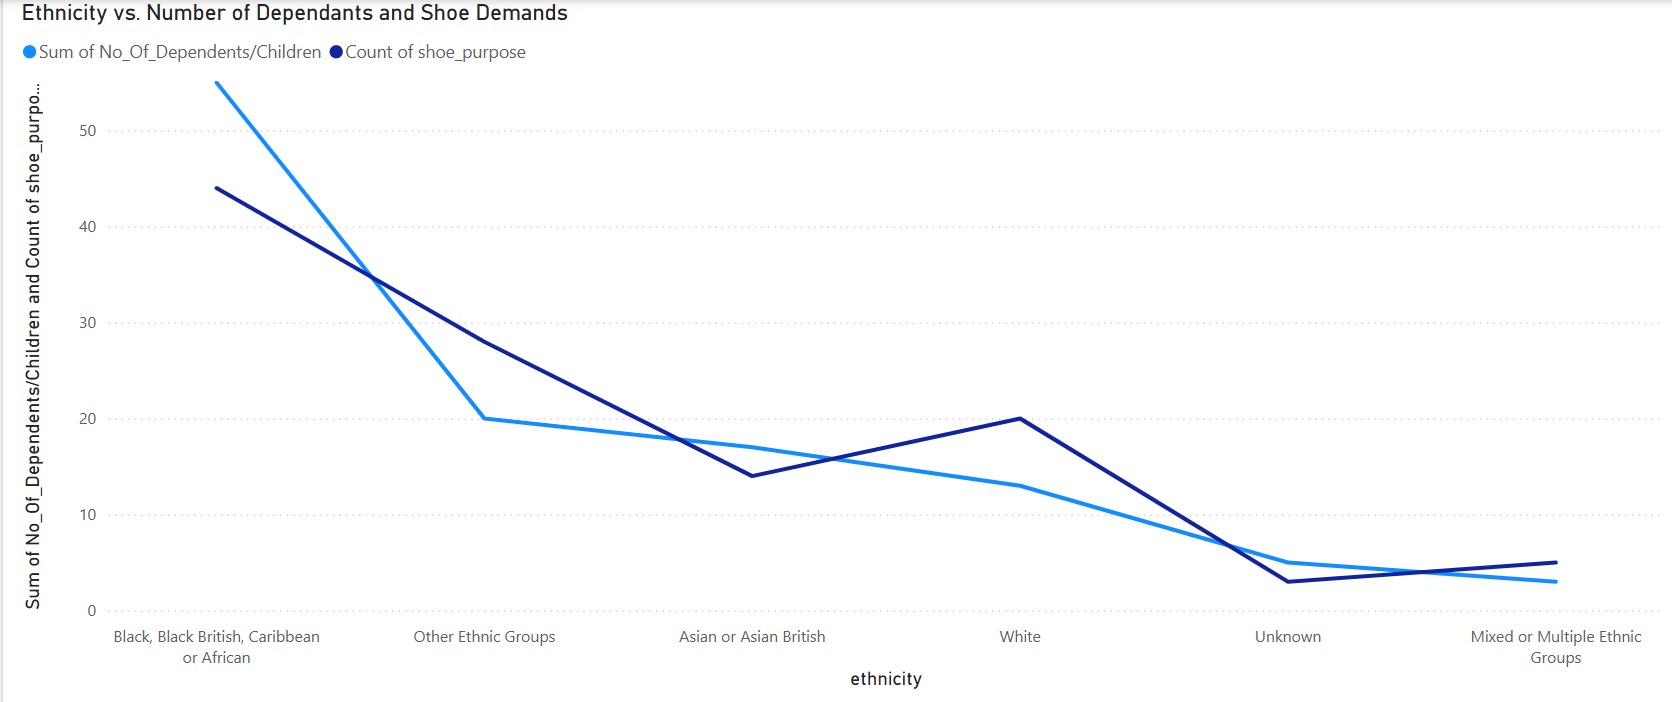 Ethnicity vs. Number of Dependants and Shoe Demands
Sum of No_Of_Dependents/Children Count of shoe_purpose
Sum of No_Of_Dependents/Children and Count of shoe_purpo...
50
40
30
20
10
0
Black, Black British, Caribbean
or African
Other Ethnic Groups
Asian or Asian British
White
Unknown
Mixed or Multiple Ethnic
Groups
ethnicity